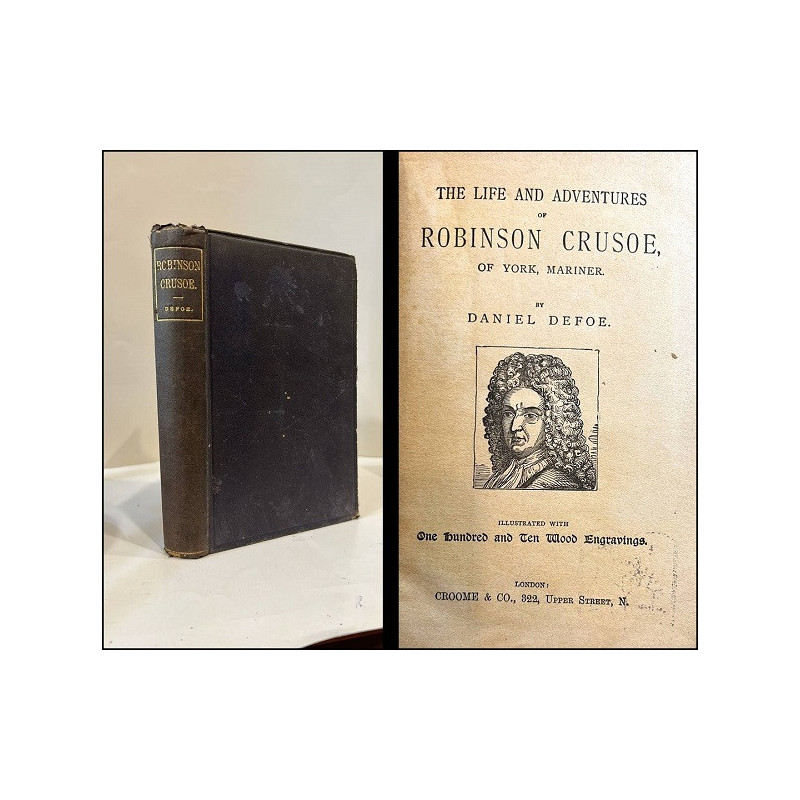 ROBINSON
CRUSOE.
DEFOE.
THE LIFE AND ADVENTURES
OF
ROBINSON CRUSOE,
OF YORK, MARINER.
BY
DANIEL DEFOE.
ILLUSTRATED WITH
One Hundred and Ten Wood Engravings.
LONDON:
CROOME & CO., 322, UPPER STREET, N.